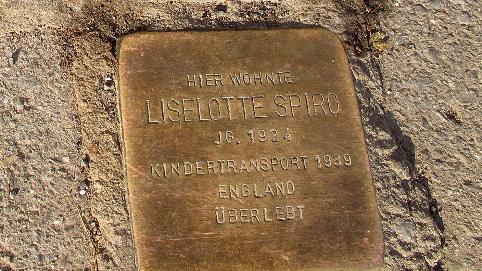 HIER WOHNTE
LISELOTTE SPIRO
JG. 1924
KINDERTRANSPORT 1939
ENGLAND
ÜBERLEBT